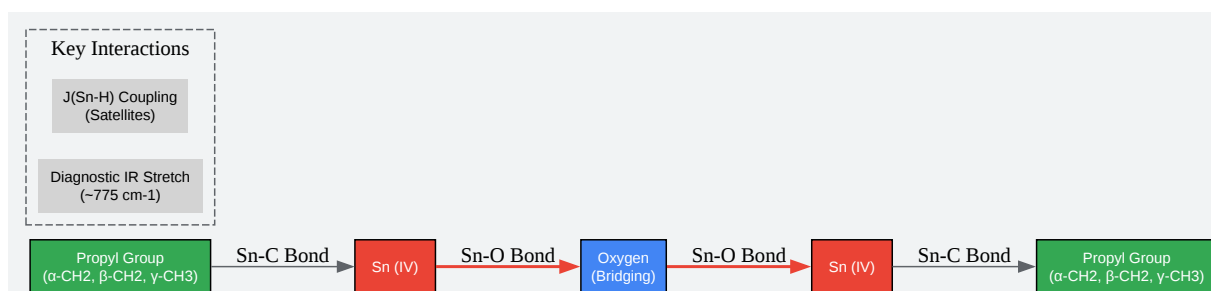 Key Interactions
J(Sn-H) Coupling
(Satellites)
Diagnostic IR Stretch
(~775 cm-1)
Propyl Group
(α-CH2, β-CH2, γ-CH3)
Sn-C Bond
Sn (IV)
Sn-O Bond
Oxygen
(Bridging)
Sn-O Bond
Sn (IV)
Sn-C Bond
Propyl Group
(α-CH2, β-CH2, γ-CH3)